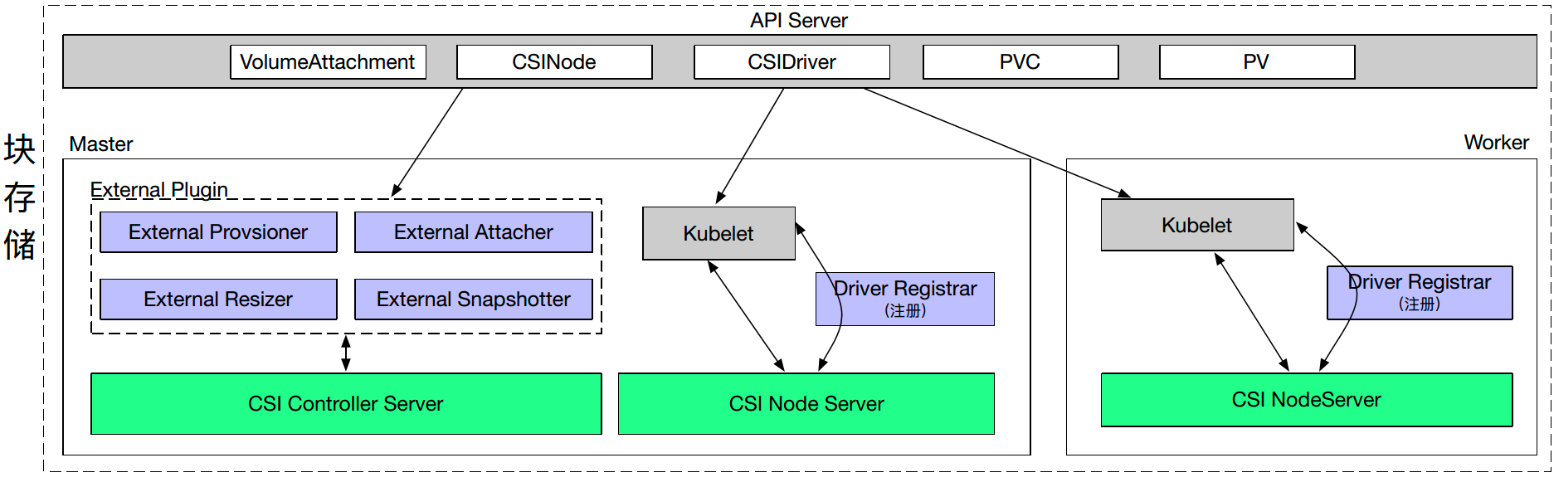 API Server
VolumeAttachment
CSINode
CSIDriver
PVC
PV
块
存
储
Master
Worker
External Plugin
External Provsioner
External Attacher
External Resizer
External Snapshotter
Kubelet
Driver Registrar
(注册)
Kubelet
Driver Registrar
(注册)
CSI Controller Server
CSI Node Server
CSI NodeServer